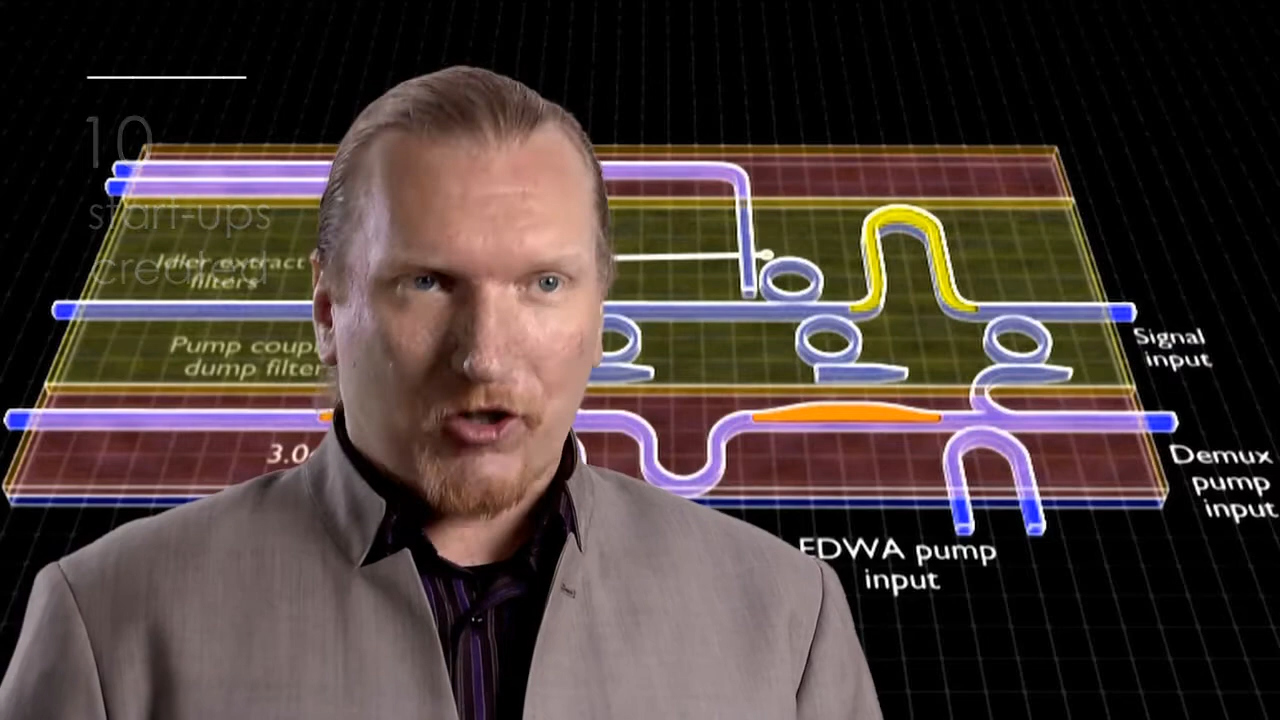 10
start-ups
created
Idler extract
filters
Pump coup
dump filter
3.0
Signal
input
Demux
pump
input
EDWA pump
input